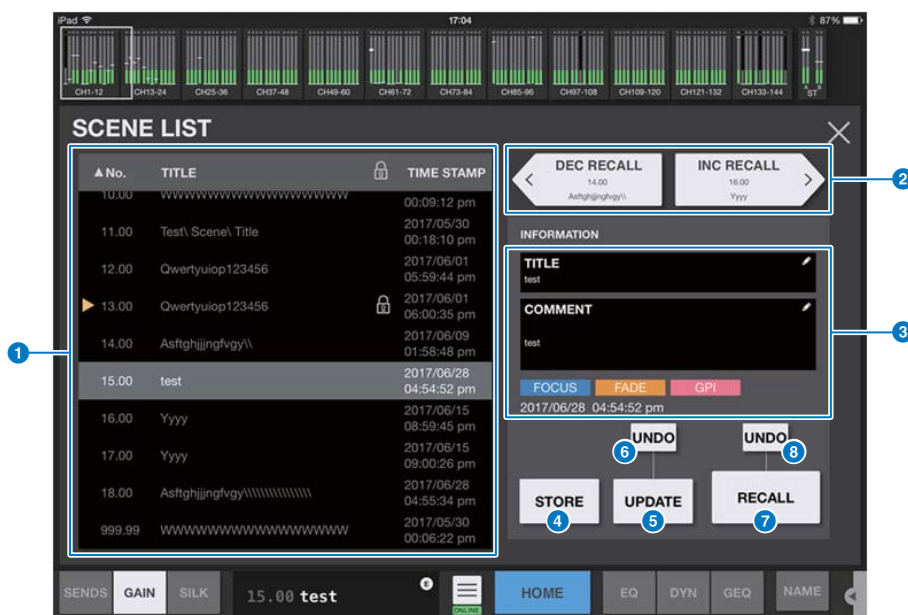 iPad 17:04 87%
CH1-12 CH13-24 CH25-36 CH37-48 CH49-60 CH61-72 CH73-84 CH85-96 CH97-108 CH109-120 CH121-132 CH133-144 A B ST
SCENE LIST
▲No. TITLE TIME STAMP
10.00 WWWWWWWWWWWWWWWWW 00:09:12 pm
11.00 Test\ Scene\ Title 2017/05/30
00:18:10 pm
12.00 Qwertyuiop123456 2017/06/01
05:59:44 pm
13.00 Qwertyuiop123456 2017/06/01
06:00:35 pm
14.00 Asftghjjjngfvgy\\ 2017/06/09
01:58:48 pm
15.00 test 2017/06/28
04:54:52 pm
16.00 Yyyy 2017/06/15
08:59:45 pm
17.00 Yyyy 2017/06/15
09:00:26 pm
18.00 Asftghjjjngfvgy\\\\\\\\\\\\\\\\\ 2017/06/28
04:55:34 pm
999.99 WWWWWWWWWWWWWWWWW 2017/05/30
00:06:22 pm
1
< DEC RECALL
14.00
Asftghjjjngfvgy\\
INC RECALL >
16.00
Yyyy
2
INFORMATION
TITLE
test
COMMENT
test
3
FOCUS FADE GPI
2017/06/28 04:54:52 pm
UNDO UNDO
6 8
STORE UPDATE RECALL
4 5 7
SENDS GAIN SILK 15.00 test E ONLINE HOME EQ DYN GEQ NAME